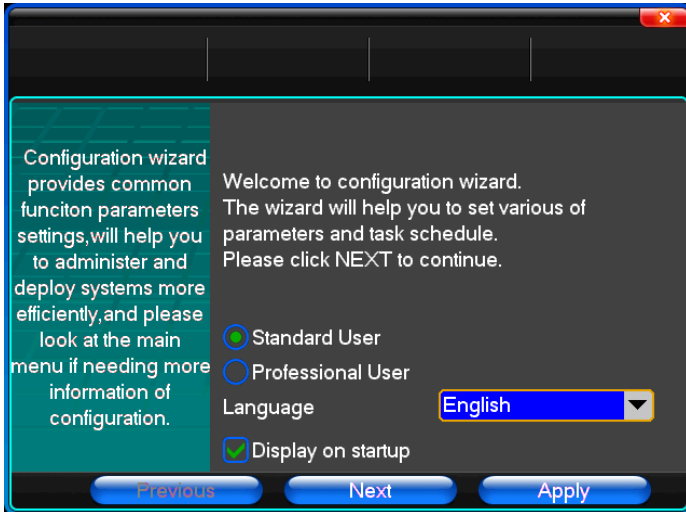 Configuration wizard
provides common
funciton parameters
settings,will help you
to administer and
deploy systems more
efficiently,and please
look at the main
menu if needing more
information of
configuration.
Welcome to configuration wizard.
The wizard will help you to set various of
parameters and task schedule.
Please click NEXT to continue.
Standard User
Professional User
Language English
Display on startup
Previous Next Apply